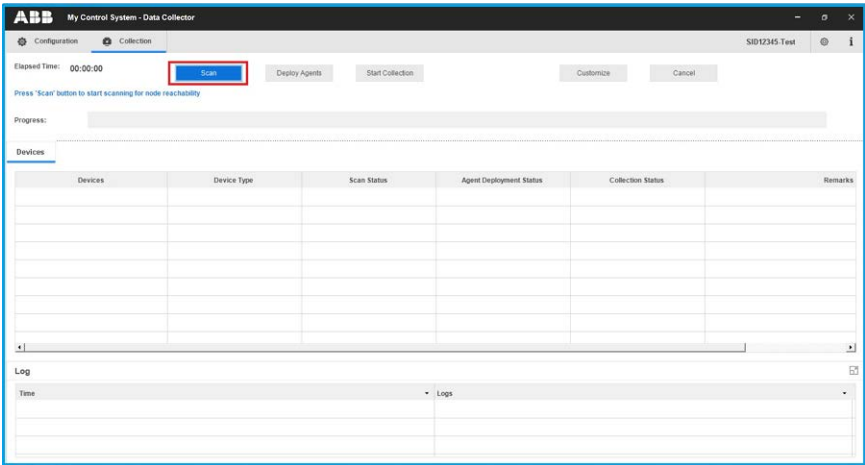 ABB My Control System - Data Collector
Configuration Collection SID12345-Test i
Elapsed Time: 00:00:00 Scan Deploy Agents Start Collection Customize Cancel
Press 'Scan' button to start scanning for node reachability
Progress:
Devices
Devices Device Type Scan Status Agent Deployment Status Collection Status Remarks
Log
Time Logs